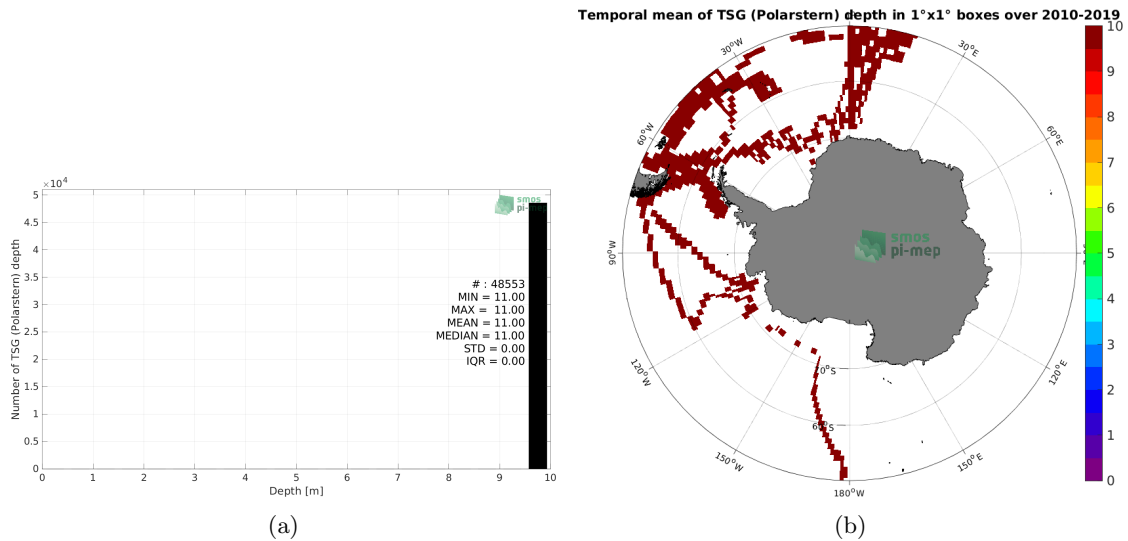 ×10⁴
5
4.5
4
3.5
3
2.5
2
1.5
1
0.5
0
0 1 2 3 4 5 6 7 8 9 10
Number of TSG (Polarstern) depth
Depth [m]
smos
pi-mep
# : 48553
MIN = 11.00
MAX = 11.00
MEAN = 11.00
MEDIAN = 11.00
STD = 0.00
IQR = 0.00
(a)
Temporal mean of TSG (Polarstern) depth in 1°x1° boxes over 2010-2019
30°W
30°E
60°W
60°E
90°W
120°W
120°E
150°W
150°E
180°W
0°S
6 °S
smos
pi-mep
10
9
8
7
6
5
4
3
2
1
0
(b)